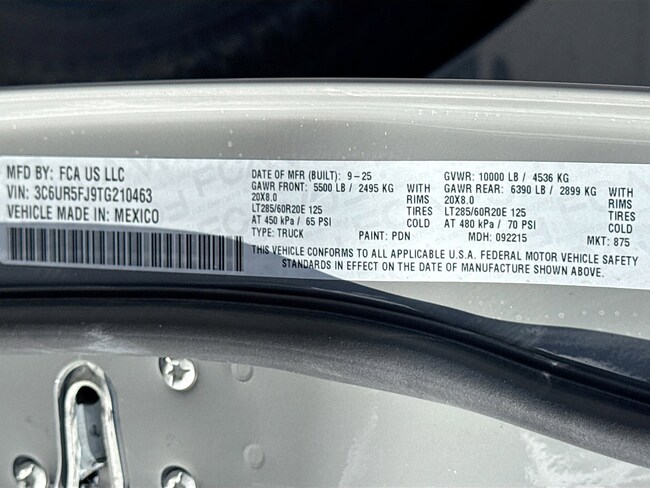 MFD BY: FCA US LLC
VIN: 3C6UR5FJ9TG210463
VEHICLE MADE IN: MEXICO
DATE OF MFR (BUILT): 9-25 GVWR: 10000 LB / 4536 KG
GAWR FRONT: 5500 LB / 2495 KG WITH GAWR REAR: 6390 LB / 2899 KG WITH
20X8.0 RIMS 20X8.0 RIMS
LT285/60R20E 125 TIRES LT285/60R20E 125 TIRES
AT 450 kPa / 65 PSI COLD AT 480 kPa / 70 PSI COLD
TYPE: TRUCK PAINT: PDN MDH: 092215 MKT: 875
THIS VEHICLE CONFORMS TO ALL APPLICABLE U.S.A. FEDERAL MOTOR VEHICLE SAFETY
STANDARDS IN EFFECT ON THE DATE OF MANUFACTURE SHOWN ABOVE.